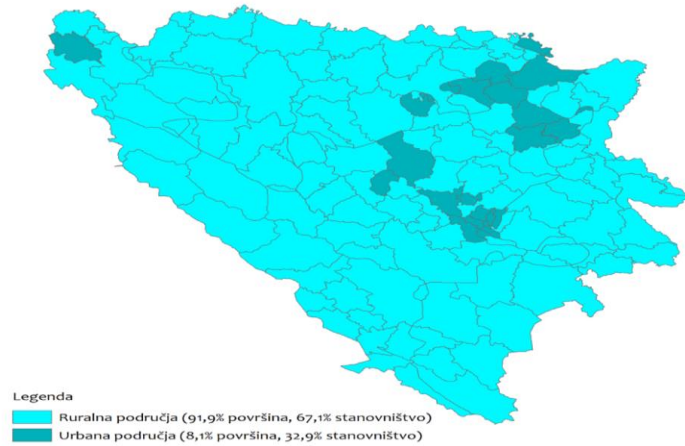 Legenda
Ruralna područja (91,9% površina, 67,1% stanovništvo)
Urbana područja (8,1% površina, 32,9% stanovništvo)